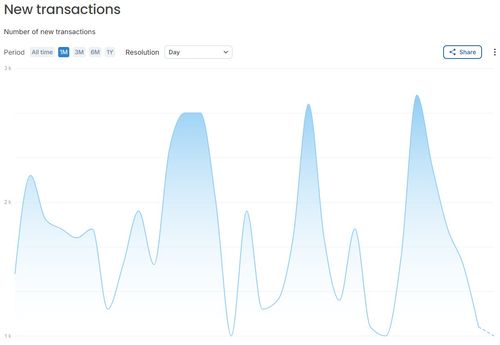 New transactions
Number of new transactions
Period All time 1M 3M 6M 1Y Resolution Day Share
3 k
2 k
1 k